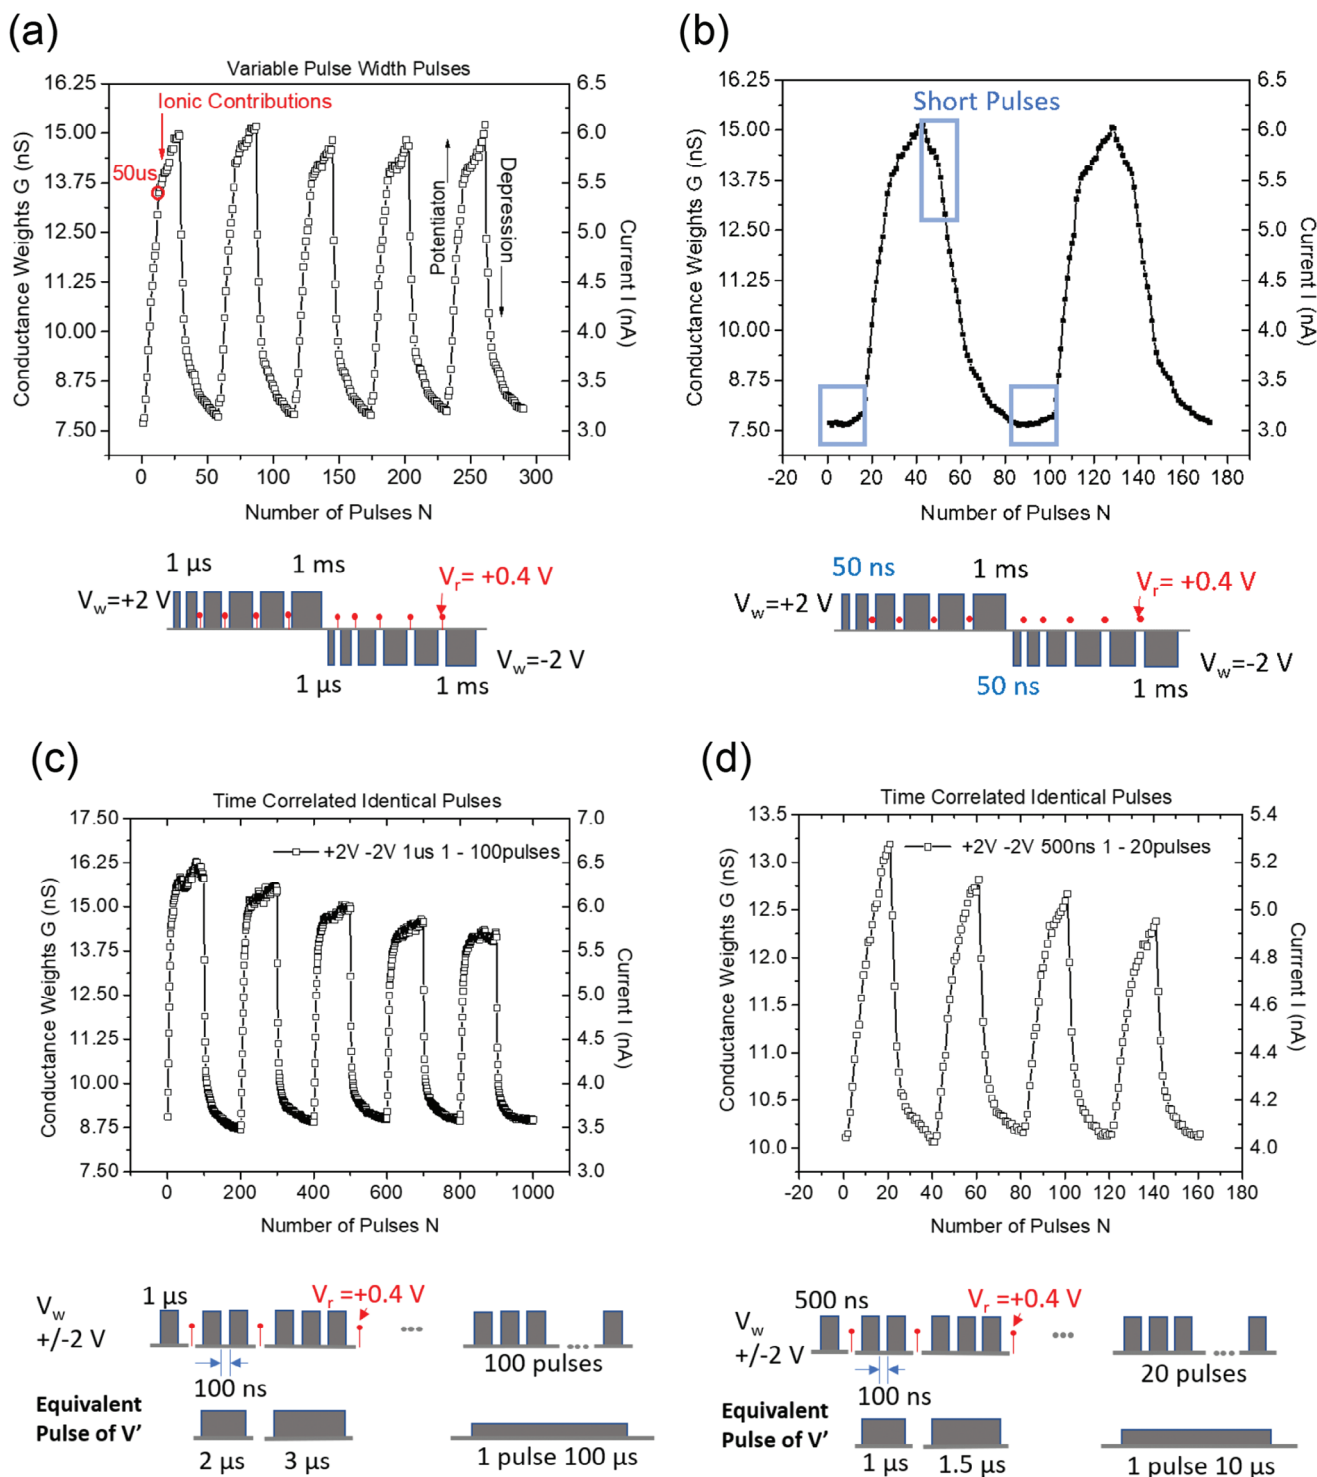 (a)
Variable Pulse Width Pulses
16.25
15.00
13.75
12.50
11.25
10.00
8.75
7.50
Conductance Weights G (nS)
6.5
6.0
5.5
5.0
4.5
4.0
3.5
3.0
Current I (nA)
Ionic Contributions
50us
Potentiaton
Depression
0 50 100 150 200 250 300
Number of Pulses N
1 µs 1 ms
Vr= +0.4 V
Vw=+2 V
Vw=-2 V
1 µs 1 ms
(b)
16.25
15.00
13.75
12.50
11.25
10.00
8.75
7.50
Conductance Weights G (nS)
6.5
6.0
5.5
5.0
4.5
4.0
3.5
3.0
Current I (nA)
Short Pulses
-20 0 20 40 60 80 100 120 140 160 180
Number of Pulses N
50 ns 1 ms
Vr= +0.4 V
Vw=+2 V
Vw=-2 V
50 ns 1 ms
(c)
Time Correlated Identical Pulses
17.50
16.25
15.00
13.75
12.50
11.25
10.00
8.75
7.50
Conductance Weights G (nS)
7.0
6.5
6.0
5.5
5.0
4.5
4.0
3.5
3.0
Current I (nA)
+2V -2V 1us 1 - 100pulses
0 200 400 600 800 1000
Number of Pulses N
1 µs
Vr =+0.4 V
Vw
+/-2 V
...
....
100 pulses
100 ns
Equivalent
Pulse of V'
2 µs 3 µs 1 pulse 100 µs
(d)
Time Correlated Identical Pulses
13.5
13.0
12.5
12.0
11.5
11.0
10.5
10.0
Conductance Weights G (nS)
5.4
5.2
5.0
4.8
4.6
4.4
4.2
4.0
Currrent I (nA)
+2V -2V 500ns 1 - 20pulses
-20 0 20 40 60 80 100 120 140 160 180
Number of Pulses N
500 ns
Vr =+0.4 V
Vw
+/-2 V
...
...
20 pulses
100 ns
Equivalent
Pulse of V'
1 µs 1.5 µs 1 pulse 10 µs